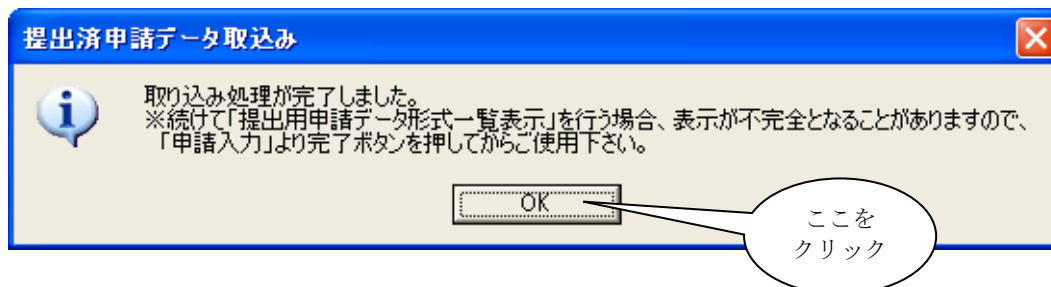 提出済申請データ取込み
取り込み処理が完了しました。
※続けて「提出用申請データ形式一覧表示」を行う場合、表示が不完全となることがありますので、
「申請入力」より完了ボタンを押してからご使用下さい。
OK
ここを
クリック